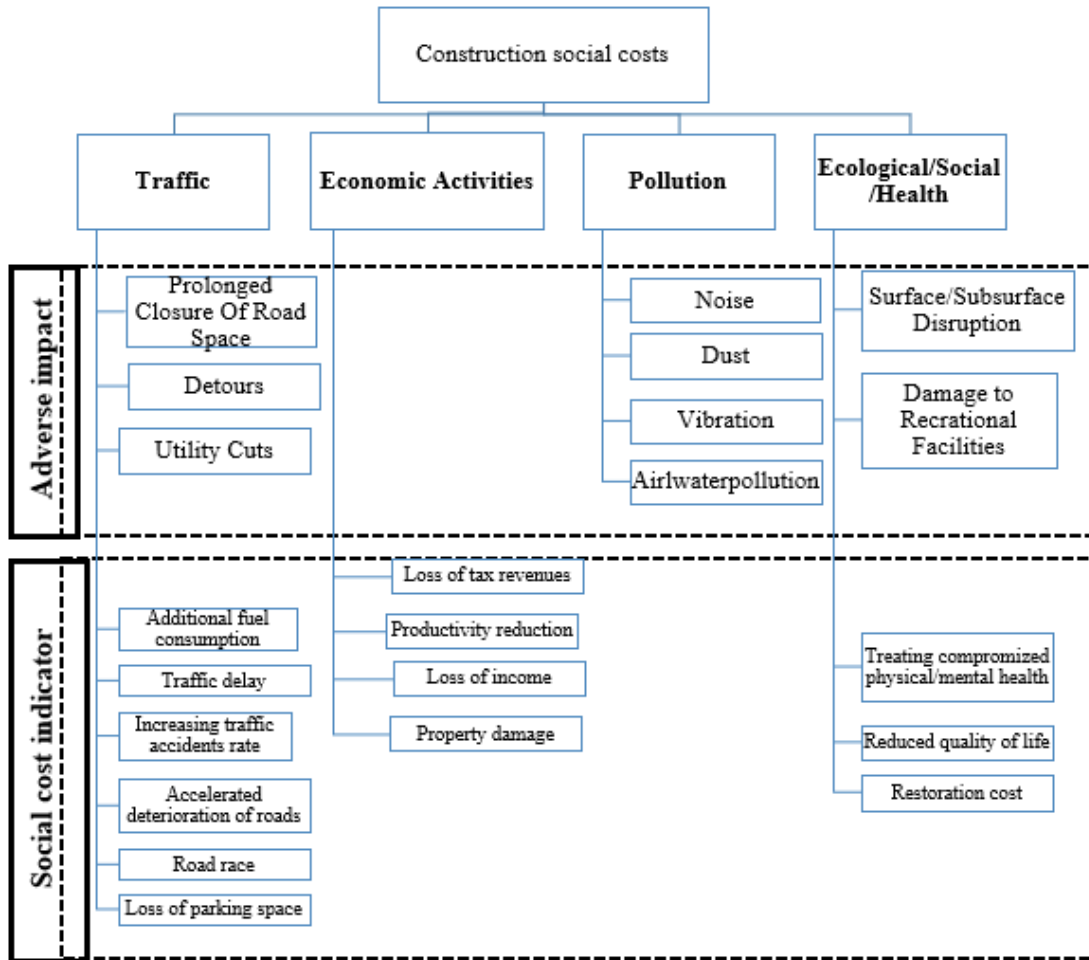 Construction social costs
Traffic
Economic Activities
Pollution
Ecological/Social
/Health
Adverse impact
Prolonged
Closure Of Road
Space
Detours
Utility Cuts
Noise
Dust
Vibration
Airlwaterpollution
Surface/Subsurface
Disruption
Damage to
Recrational
Facilities
Social cost indicator
Additional fuel
consumption
Traffic delay
Increasing traffic
accidents rate
Accelerated
deterioration of roads
Road race
Loss of parking space
Loss of tax revenues
Productivity reduction
Loss of income
Property damage
Treating compromized
physical/mental health
Reduced quality of life
Restoration cost